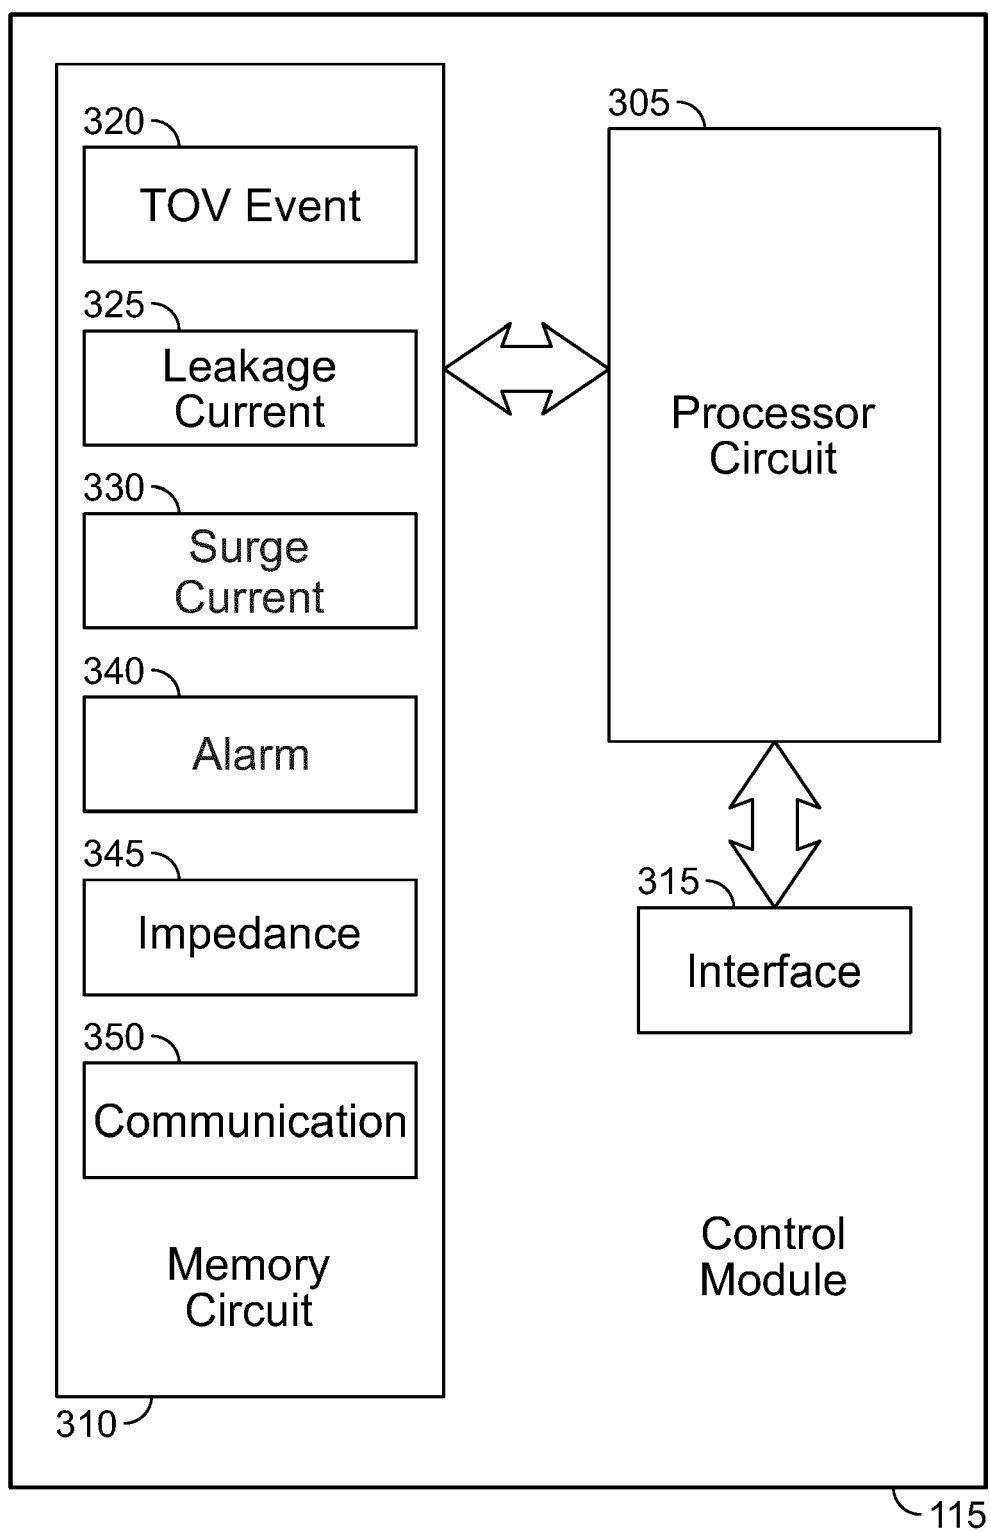 320
TOV Event
325
Leakage
Current
330
Surge
Current
340
Alarm
345
Impedance
350
Communication
Memory
Circuit
310
305
Processor
Circuit
315
Interface
Control
Module
115